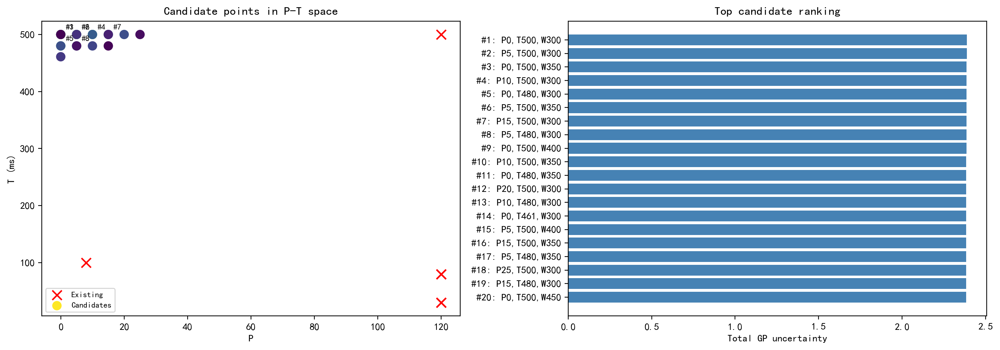 Candidate points in P-T space
T (ms)
500
400
300
200
100
#4
#7
#5
#8
Existing
Candidates
0
20
40
60
80
100
120
P
Top candidate ranking
#1: P0,T500,W300
#2: P5,T500,W300
#3: P0,T500,W350
#4: P10,T500,W300
#5: P0,T480,W300
#6: P5,T500,W350
#7: P15,T500,W300
#8: P5,T480,W300
#9: P0,T500,W400
#10: P10,T500,W350
#11: P0,T480,W350
#12: P20,T500,W300
#13: P10,T480,W300
#14: P0,T461,W300
#15: P5,T500,W400
#16: P15,T500,W350
#17: P5,T480,W350
#18: P25,T500,W300
#19: P15,T480,W300
#20: P0,T500,W450
0.0
0.5
1.0
1.5
2.0
2.5
Total GP uncertainty